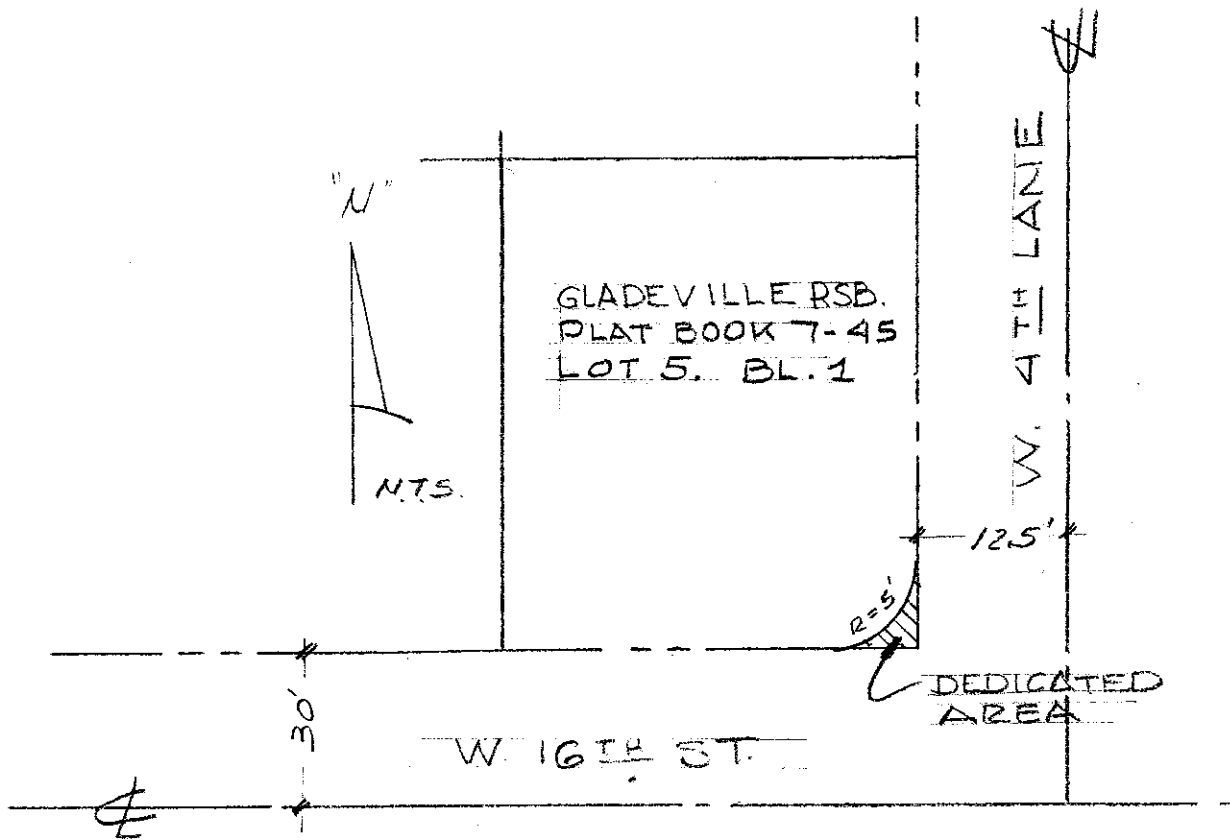 W. 4TH LANE
"N"
GLADEVILLE RSB.
PLAT BOOK 7-45
LOT 5. BL. 1
N.T.S.
12.5'
R=5'
DEDICATED
AREA
30'
W. 16TH ST.